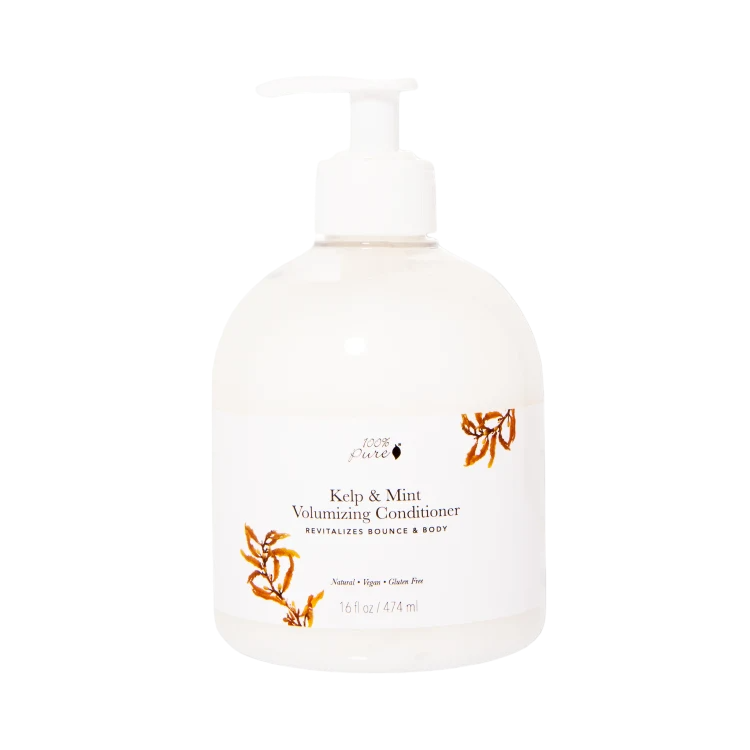 100%
pure
Kelp & Mint
Volumizing Conditioner
REVITALIZES BOUNCE & BODY
Natural • Vegan • Gluten Free
16 fl oz / 474 ml